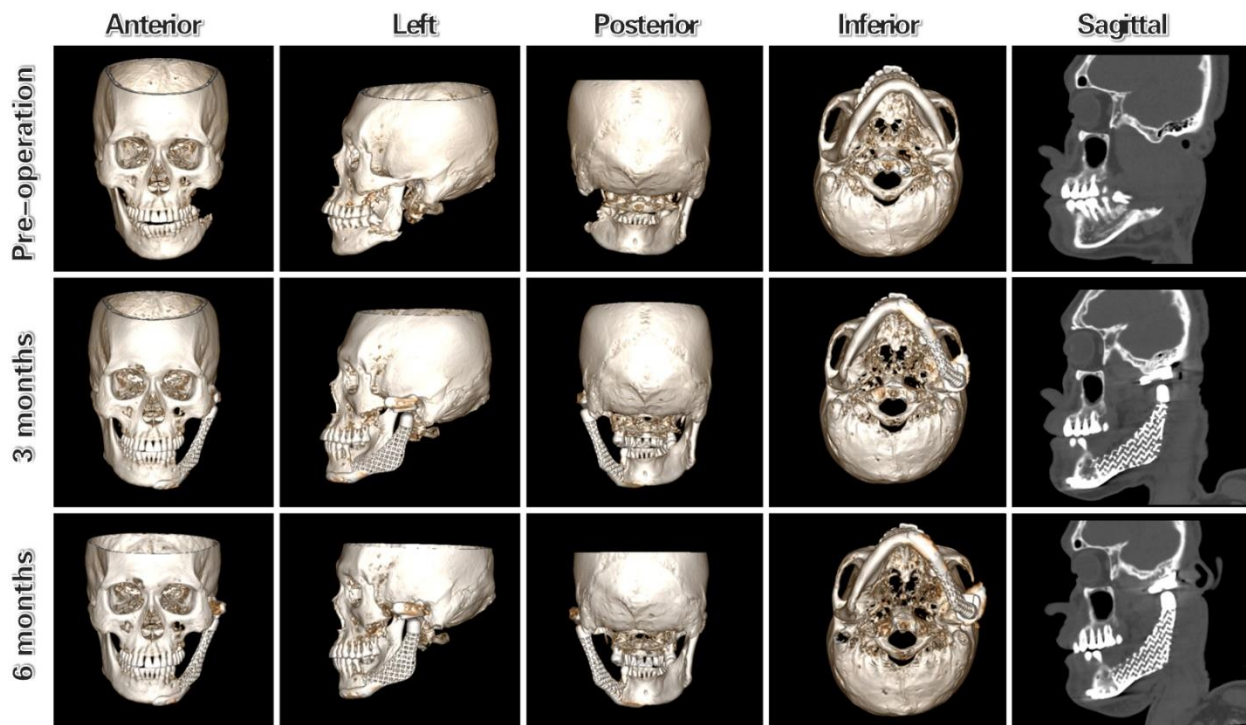 Anterior Left Posterior Inferior Sagittal
Pre-operation
3 months
6 months